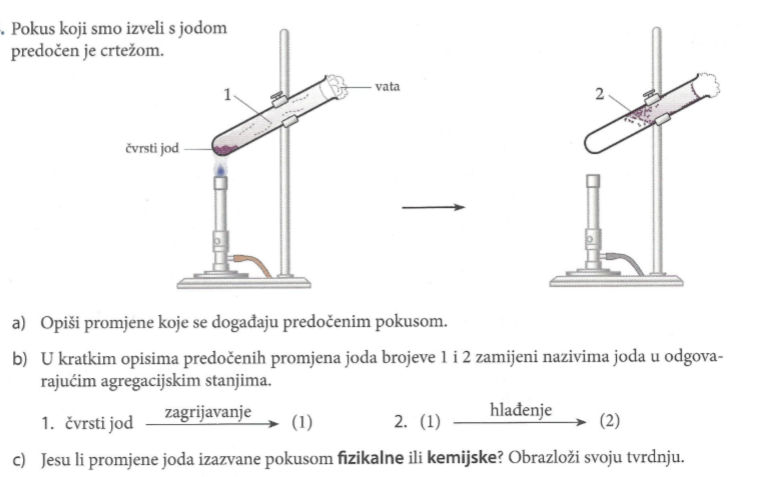 . Pokus koji smo izveli s jodom
predočen je crtežom.
1
vata
čvrsti jod
2
a) Opiši promjene koje se događaju predočenim pokusom.
b) U kratkim opisima predočenih promjena joda brojeve 1 i 2 zamijeni nazivima joda u odgova-
rajućim agregacijskim stanjima.
1. čvrsti jod zagrijavanje (1) 2. (1) hlađenje (2)
c) Jesu li promjene joda izazvane pokusom fizikalne ili kemijske? Obrazloži svoju tvrdnju.